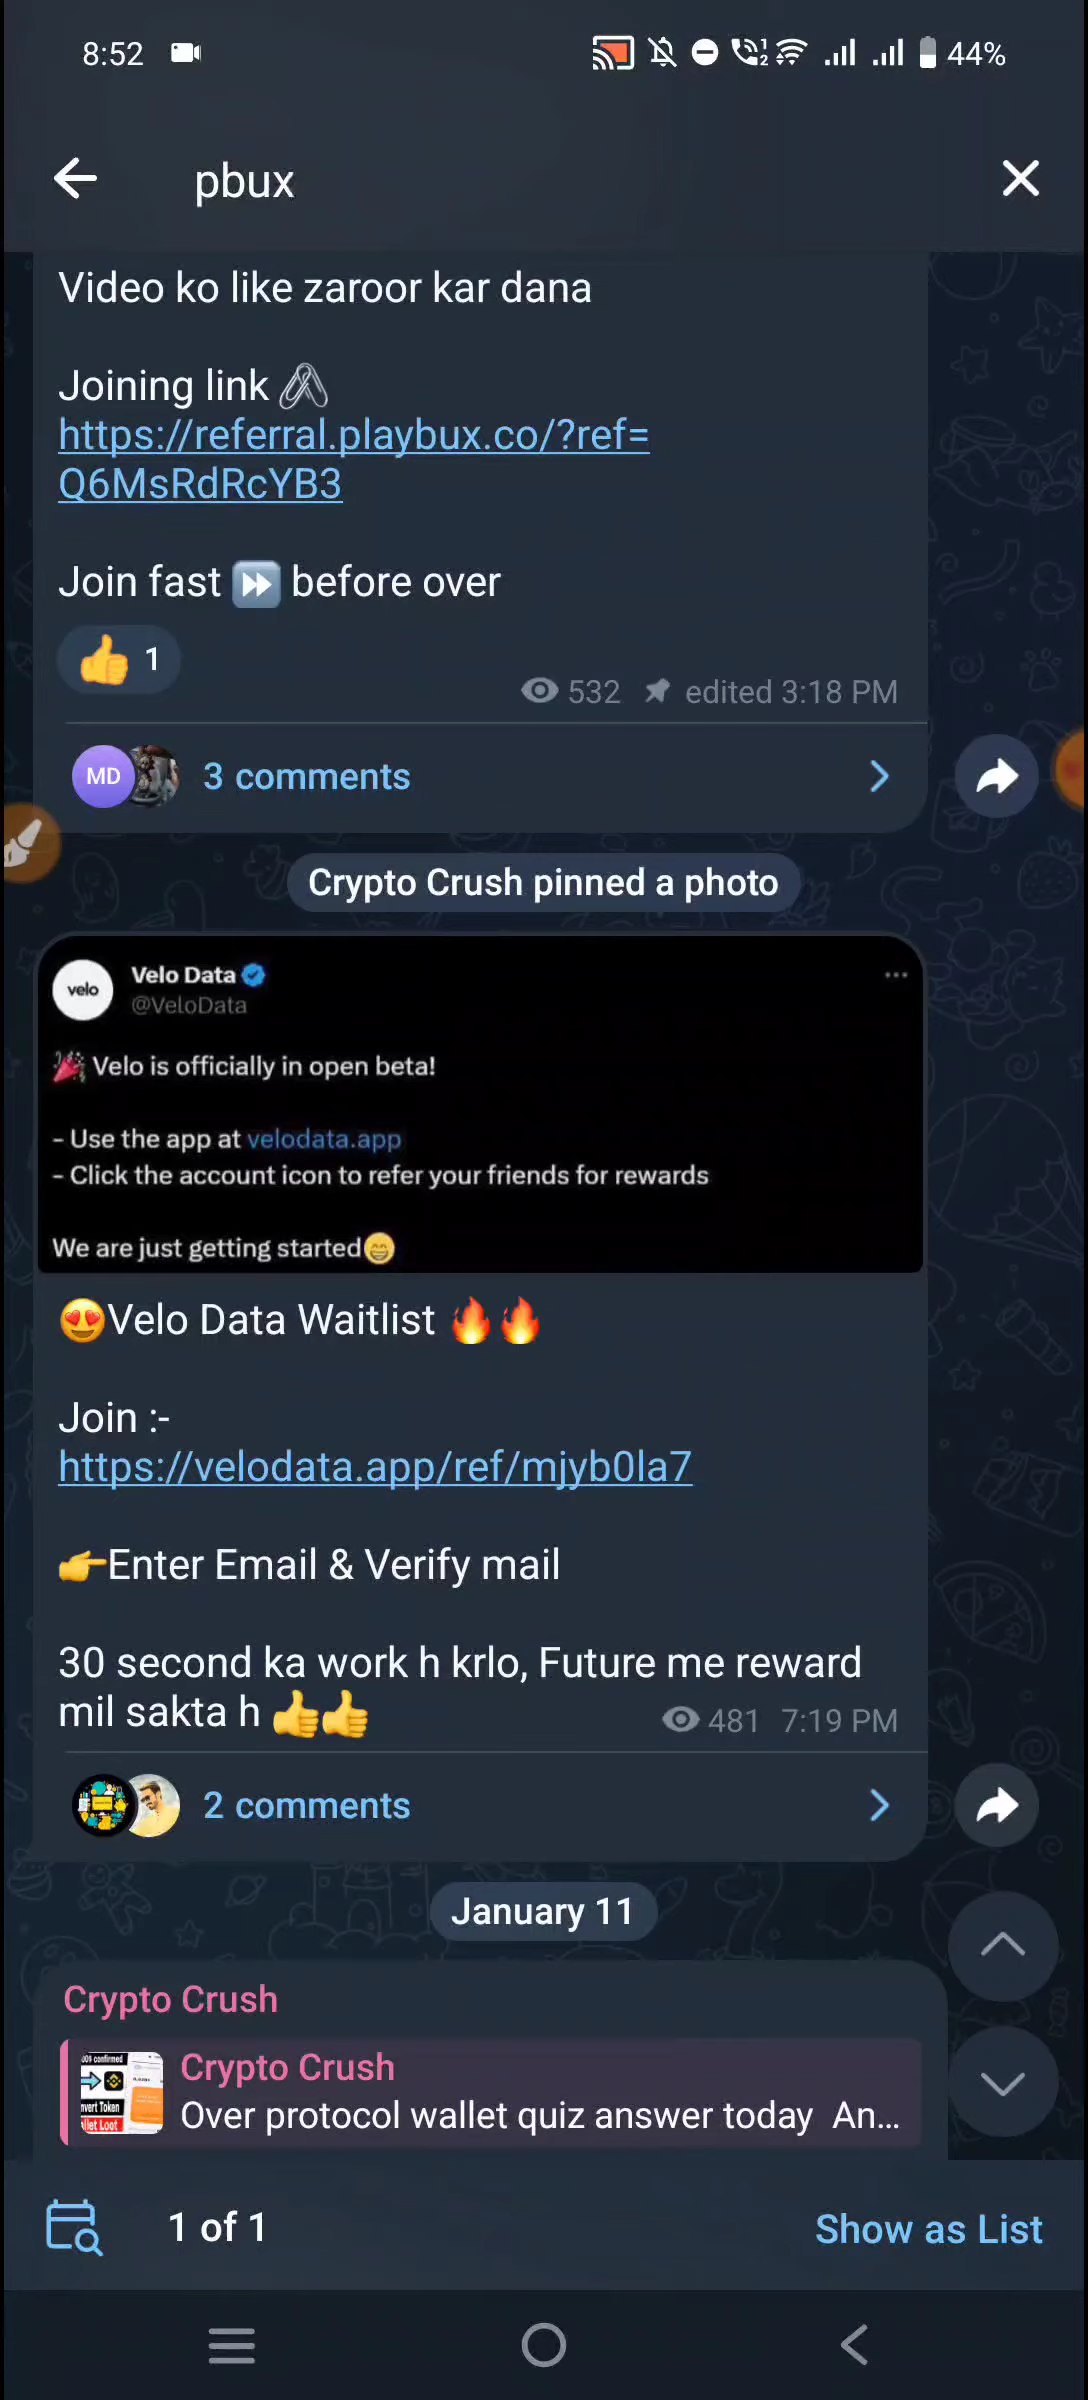 8:52
44%
pbux
Video ko like zaroor kar dana
Joining link
https://referral.playbux.co/?ref=
Q6MsRdRcYB3
Join fast ⏩ before over
👍 1
532 edited 3:18 PM
MD 3 comments
Crypto Crush pinned a photo
velo Velo Data
@VeloData
🎉 Velo is officially in open beta!
- Use the app at velodata.app
- Click the account icon to refer your friends for rewards
We are just getting started😄
😍Velo Data Waitlist 🔥🔥
Join :-
https://velodata.app/ref/mjyb0la7
👉Enter Email & Verify mail
30 second ka work h krlo, Future me reward
mil sakta h 👍👍
481 7:19 PM
2 comments
January 11
Crypto Crush
Crypto Crush
Over protocol wallet quiz answer today An...
1 of 1
Show as List